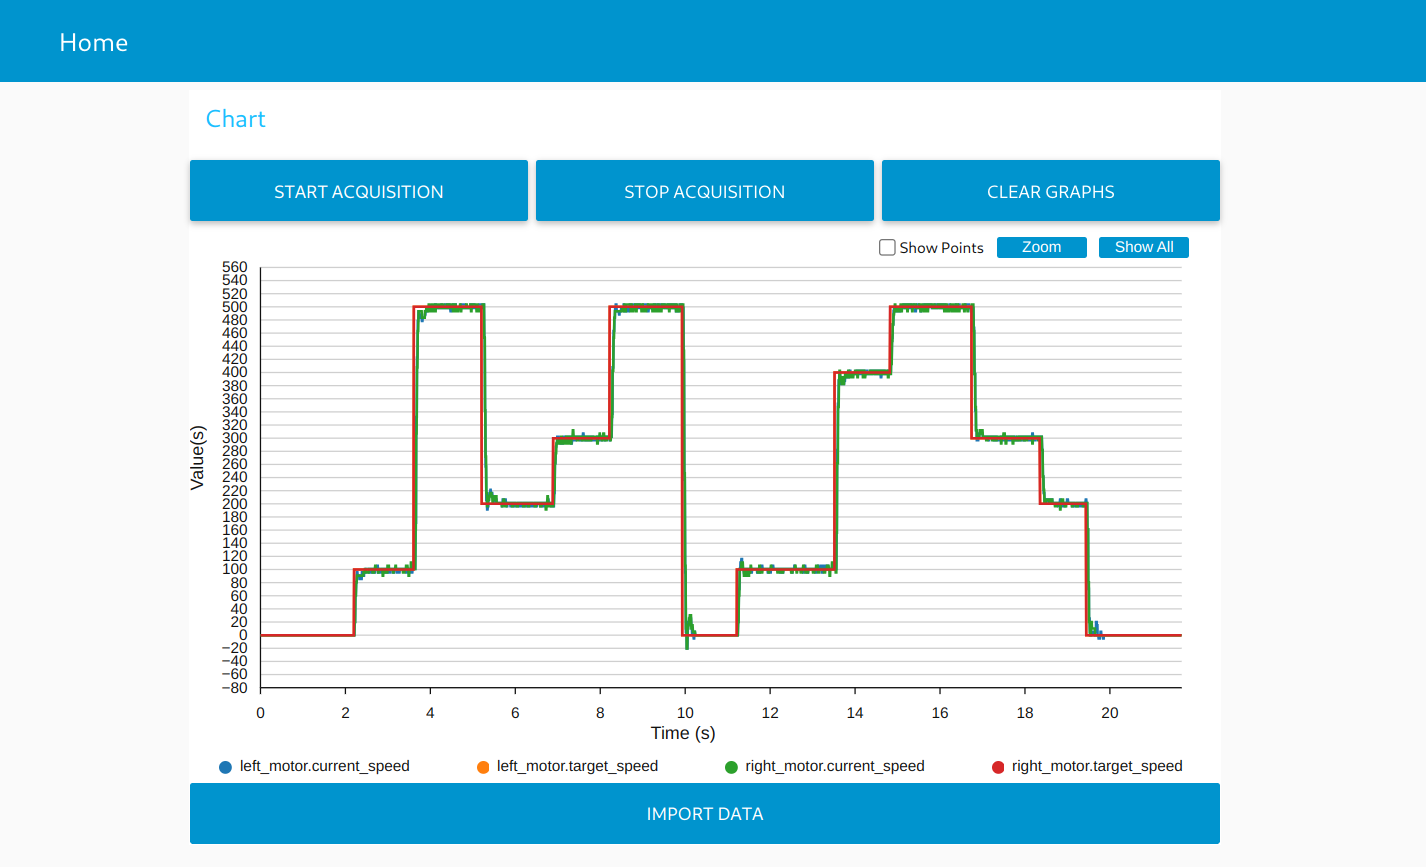 Home
Chart
START ACQUISITION
STOP ACQUISITION
CLEAR GRAPHS
Show Points
Zoom
Show All
560
540
520
500
480
460
440
420
400
380
360
340
320
300
280
260
240
220
200
180
160
140
120
100
80
60
40
20
0
−20
−40
−60
−80
Value(s)
0 2 4 6 8 10 12 14 16 18 20
Time (s)
left_motor.current_speed
left_motor.target_speed
right_motor.current_speed
right_motor.target_speed
IMPORT DATA